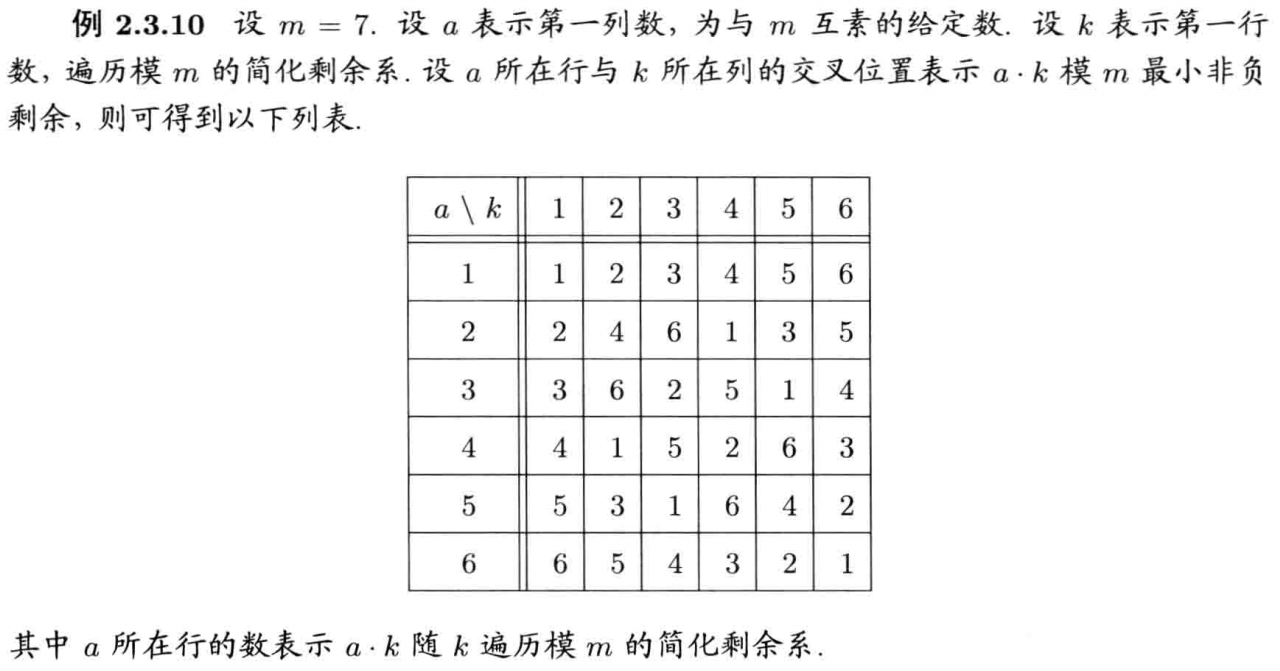 例 2.3.10 设 m = 7. 设 a 表示第一列数, 为与 m 互素的给定数. 设 k 表示第一行
数, 遍历模 m 的简化剩余系. 设 a 所在行与 k 所在列的交叉位置表示 a · k 模 m 最小非负
剩余, 则可得到以下列表.
a \ k 1 2 3 4 5 6
1 1 2 3 4 5 6
2 2 4 6 1 3 5
3 3 6 2 5 1 4
4 4 1 5 2 6 3
5 5 3 1 6 4 2
6 6 5 4 3 2 1
其中 a 所在行的数表示 a · k 随 k 遍历模 m 的简化剩余系.